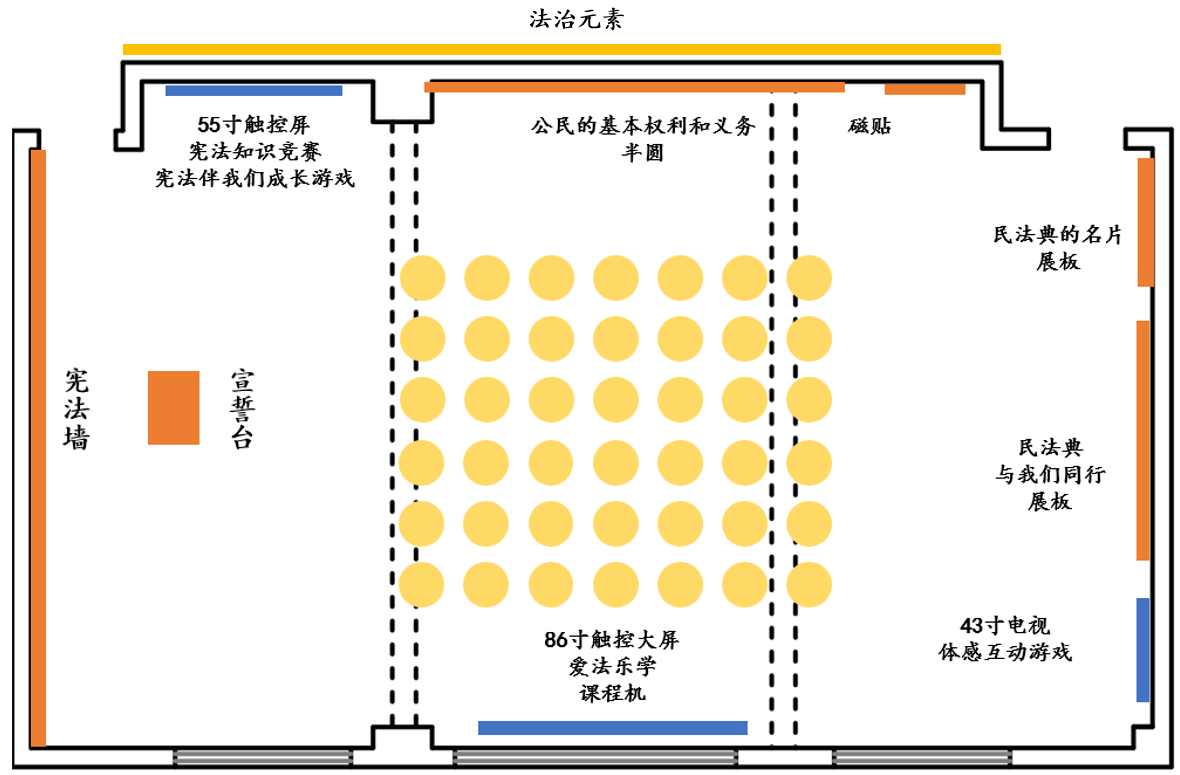 法治元素
55寸触控屏
宪法知识竞赛
宪法伴我们成长游戏
公民的基本权利和义务
半圆
磁贴
民法典的名片
展板
宪法墙
宣誓台
民法典
与我们同行
展板
86寸触控大屏
爱法乐学
课程机
43寸电视
体感互动游戏